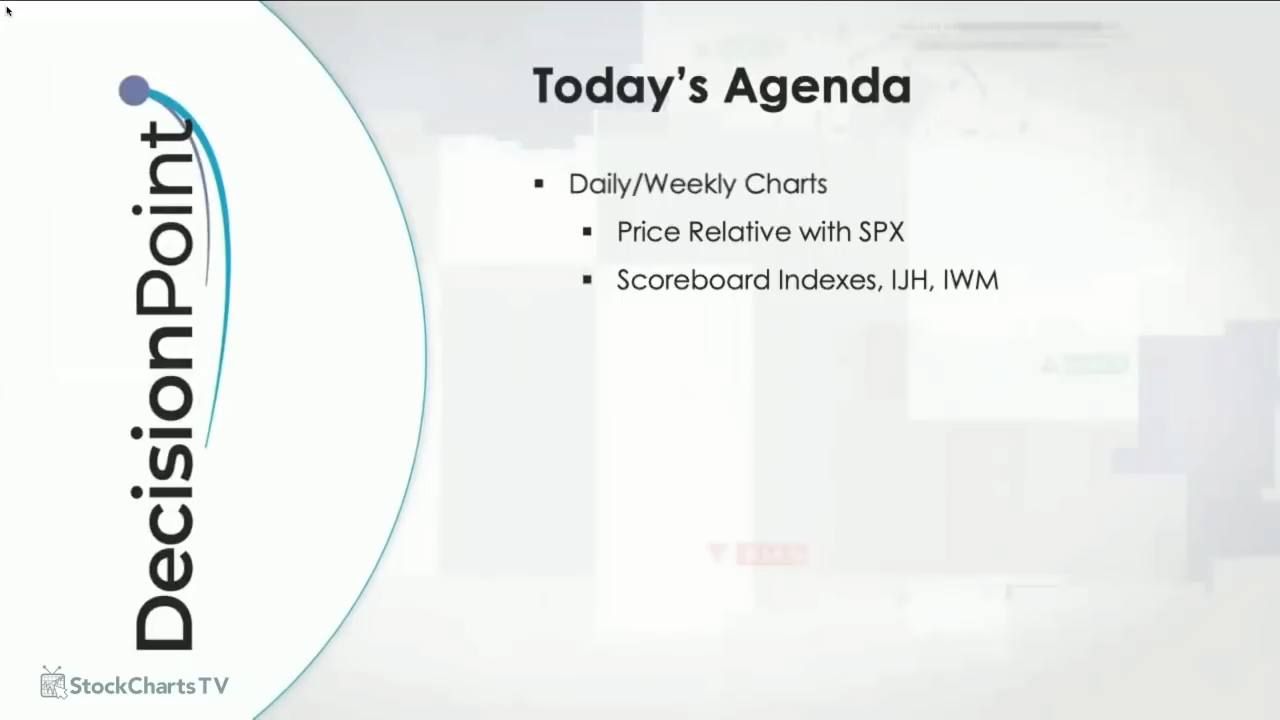 Today's Agenda
▪ Daily/Weekly Charts
▪ Price Relative with SPX
▪ Scoreboard Indexes, IJH, IWM
DecisionPoint
StockChartsTV